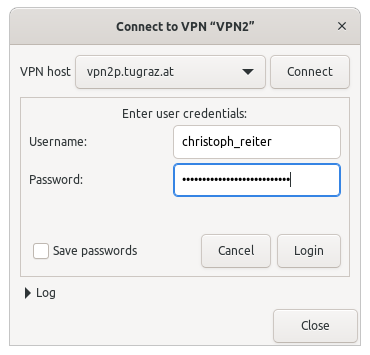 Connect to VPN “VPN2”
VPN host vpn2p.tugraz.at Connect
Enter user credentials:
Username: christoph_reiter
Password: •••••••••••••••••••••••••••
Save passwords Cancel Login
Log
Close